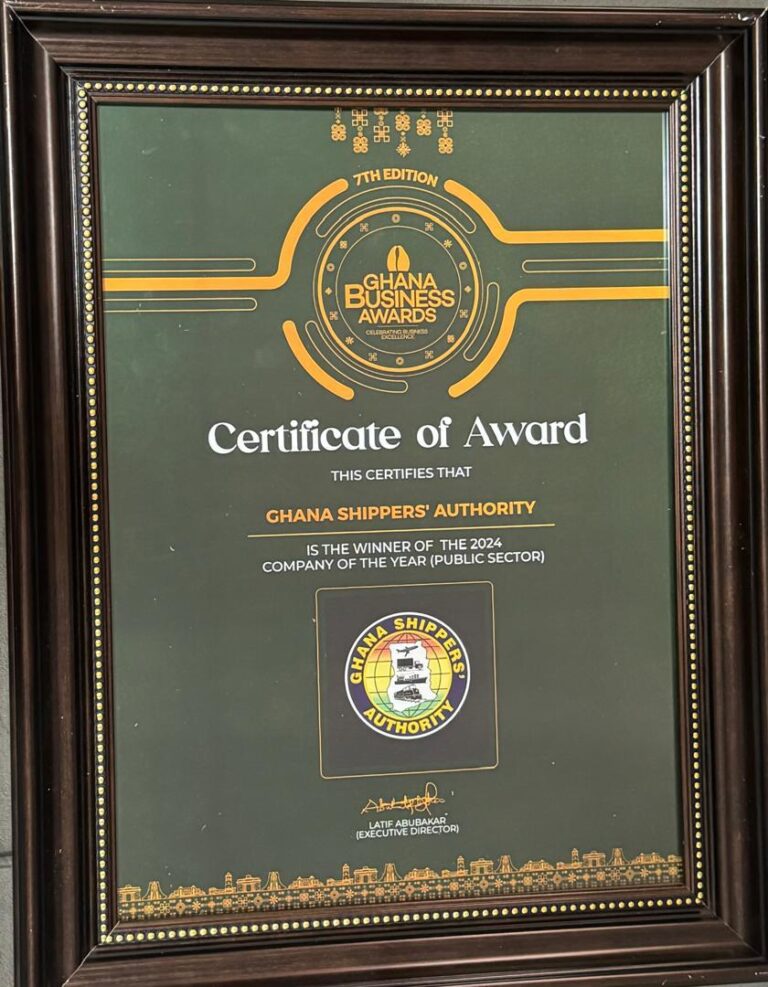 7TH EDITION
GHANA
BUSINESS
AWARDS
CELEBRATING BUSINESS
EXCELLENCE
Certificate of Award
THIS CERTIFIES THAT
GHANA SHIPPERS' AUTHORITY
IS THE WINNER OF THE 2024
COMPANY OF THE YEAR (PUBLIC SECTOR)
GHANA SHIPPERS'
AUTHORITY
LATIF ABUBAKAR
(EXECUTIVE DIRECTOR)